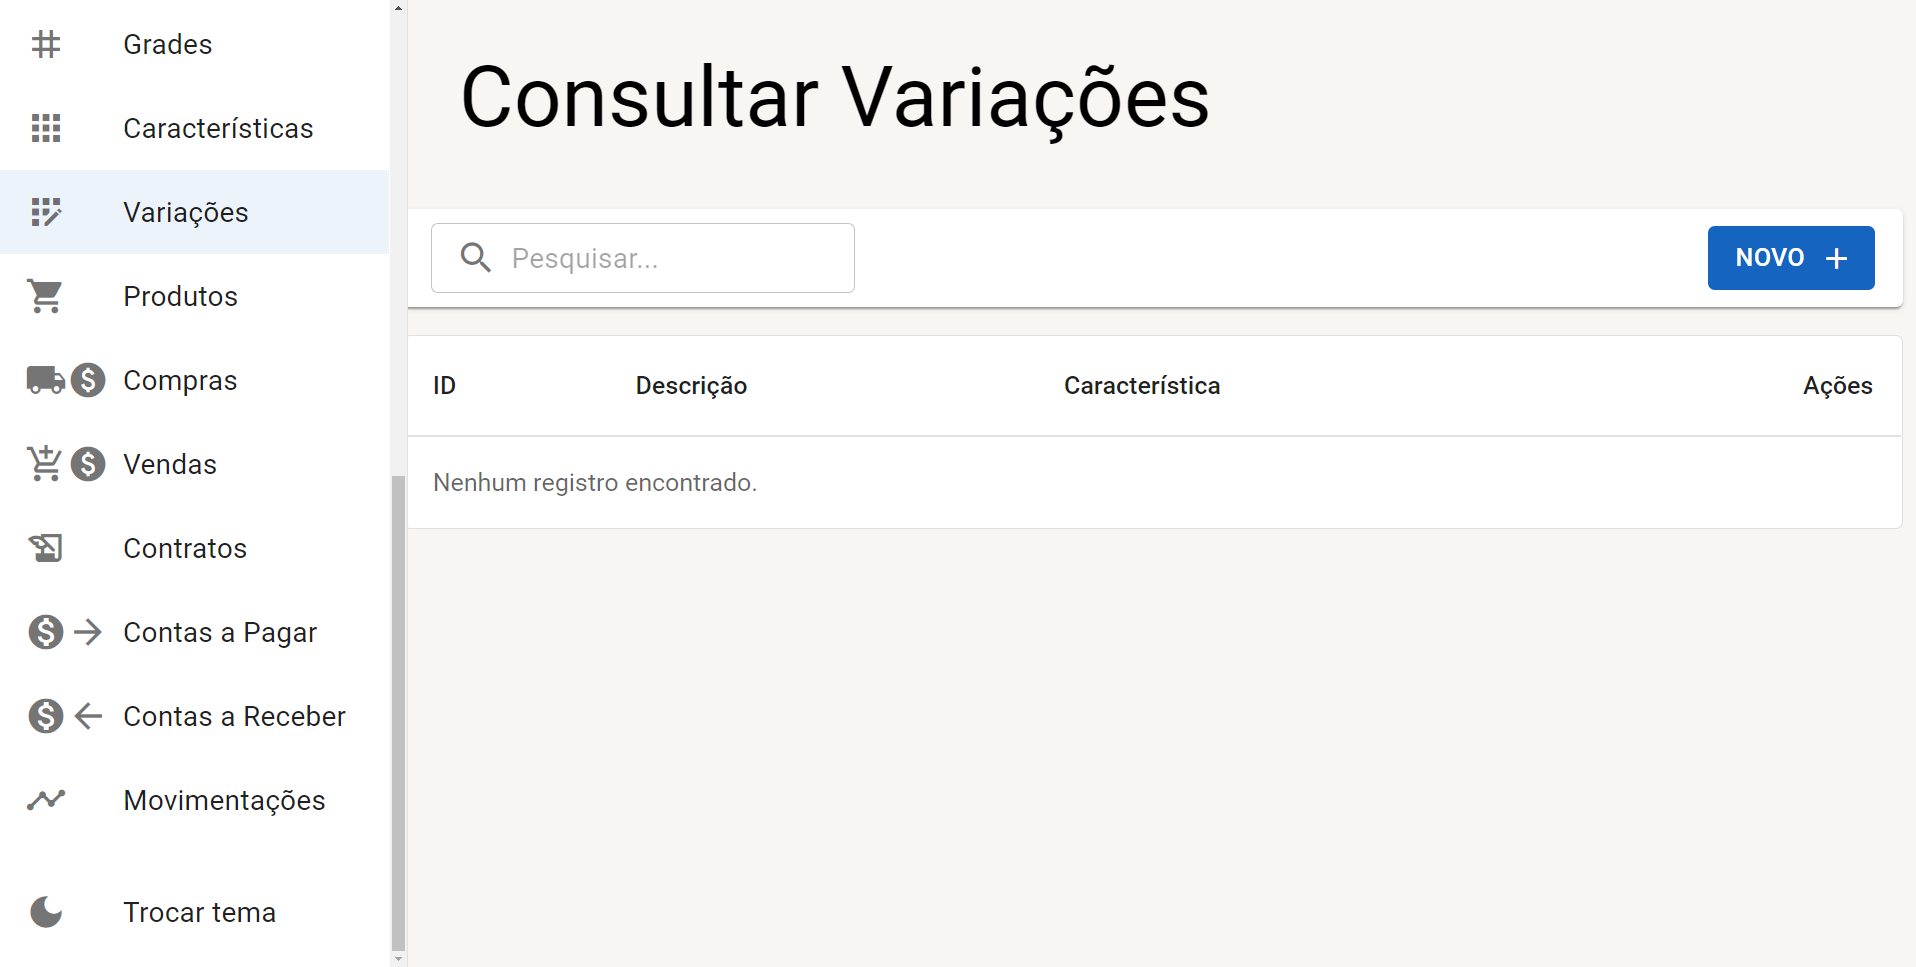 Grades
Características
Variações
Produtos
Compras
Vendas
Contratos
Contas a Pagar
Contas a Receber
Movimentações
Trocar tema
Consultar Variações
Pesquisar...
NOVO +
ID Descrição Característica Ações
Nenhum registro encontrado.